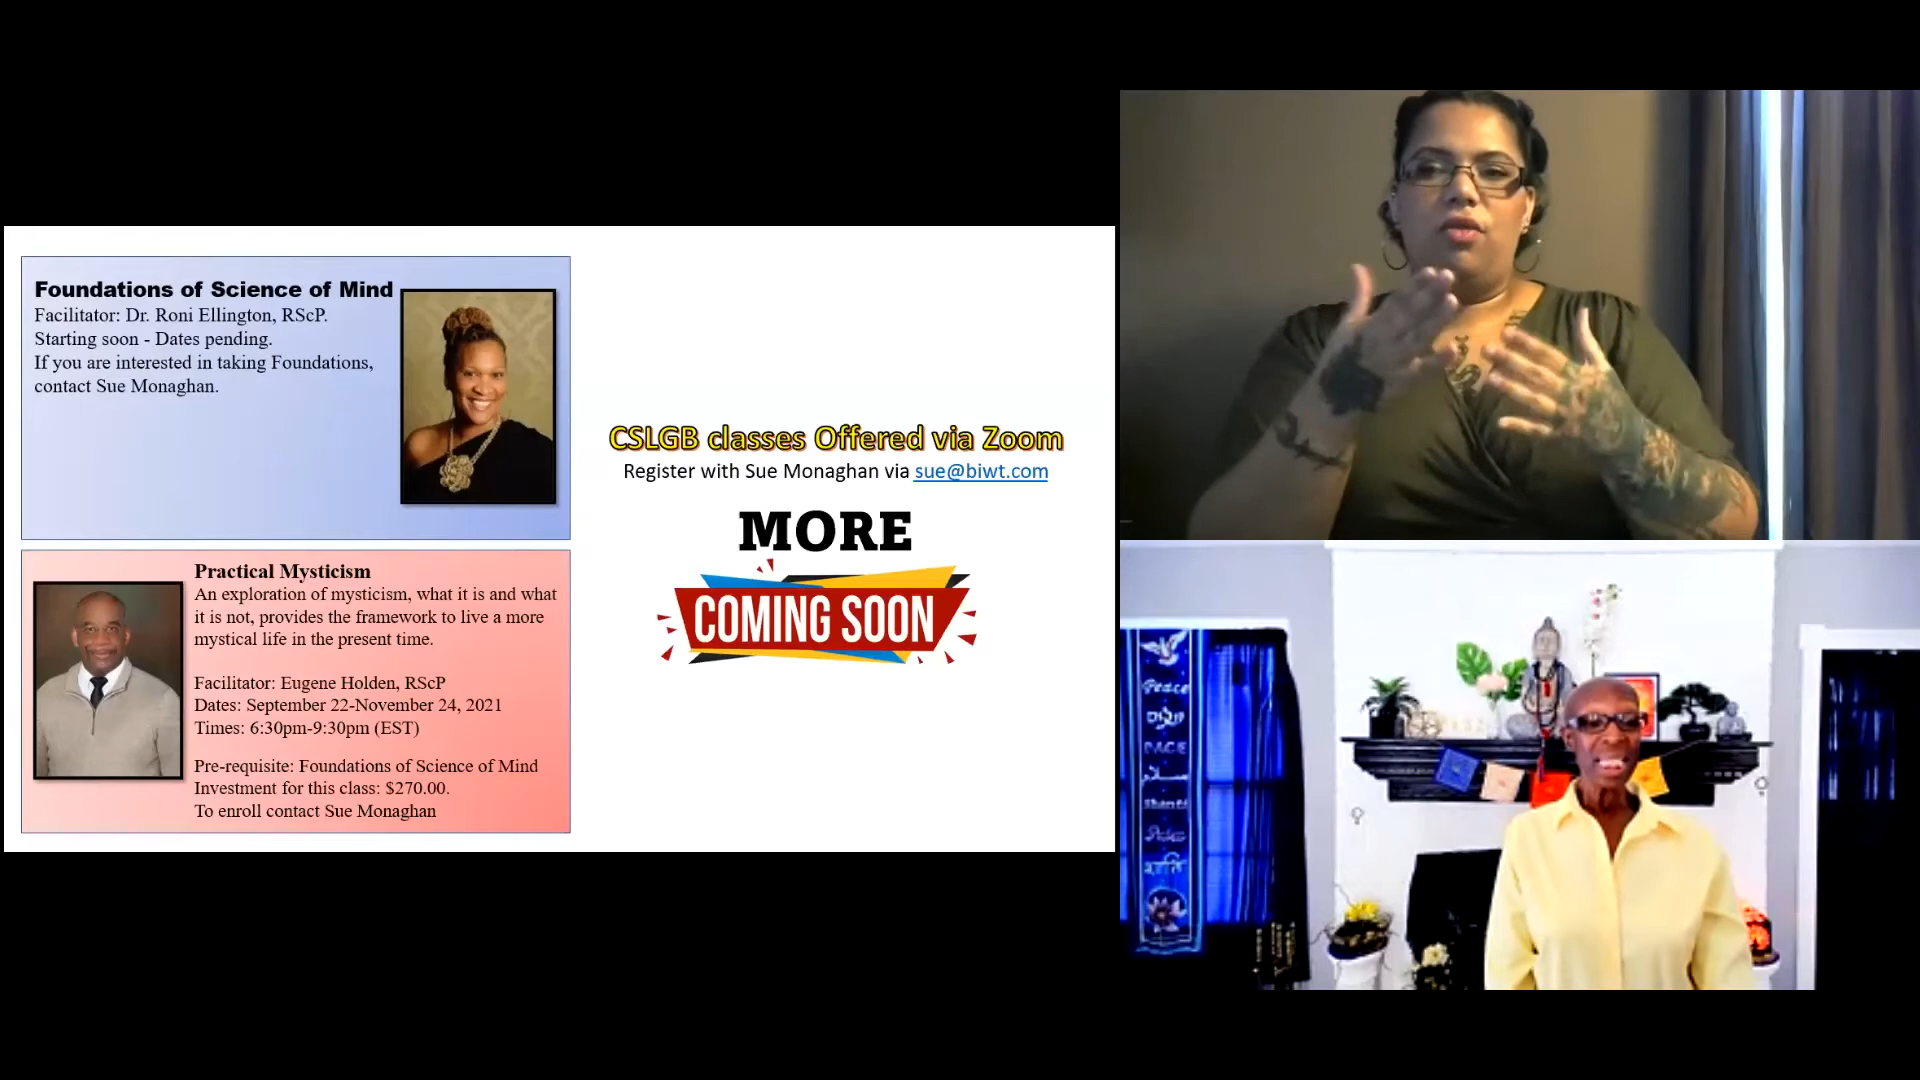 Foundations of Science of Mind
Facilitator: Dr. Roni Ellington, RScP.
Starting soon - Dates pending.
If you are interested in taking Foundations,
contact Sue Monaghan.
Practical Mysticism
An exploration of mysticism, what it is and what
it is not, provides the framework to live a more
mystical life in the present time.
Facilitator: Eugene Holden, RScP
Dates: September 22-November 24, 2021
Times: 6:30pm-9:30pm (EST)
Pre-requisite: Foundations of Science of Mind
Investment for this class: $270.00.
To enroll contact Sue Monaghan
CSLGB classes Offered via Zoom
Register with Sue Monaghan via sue@biwt.com
MORE
COMING SOON
Peace